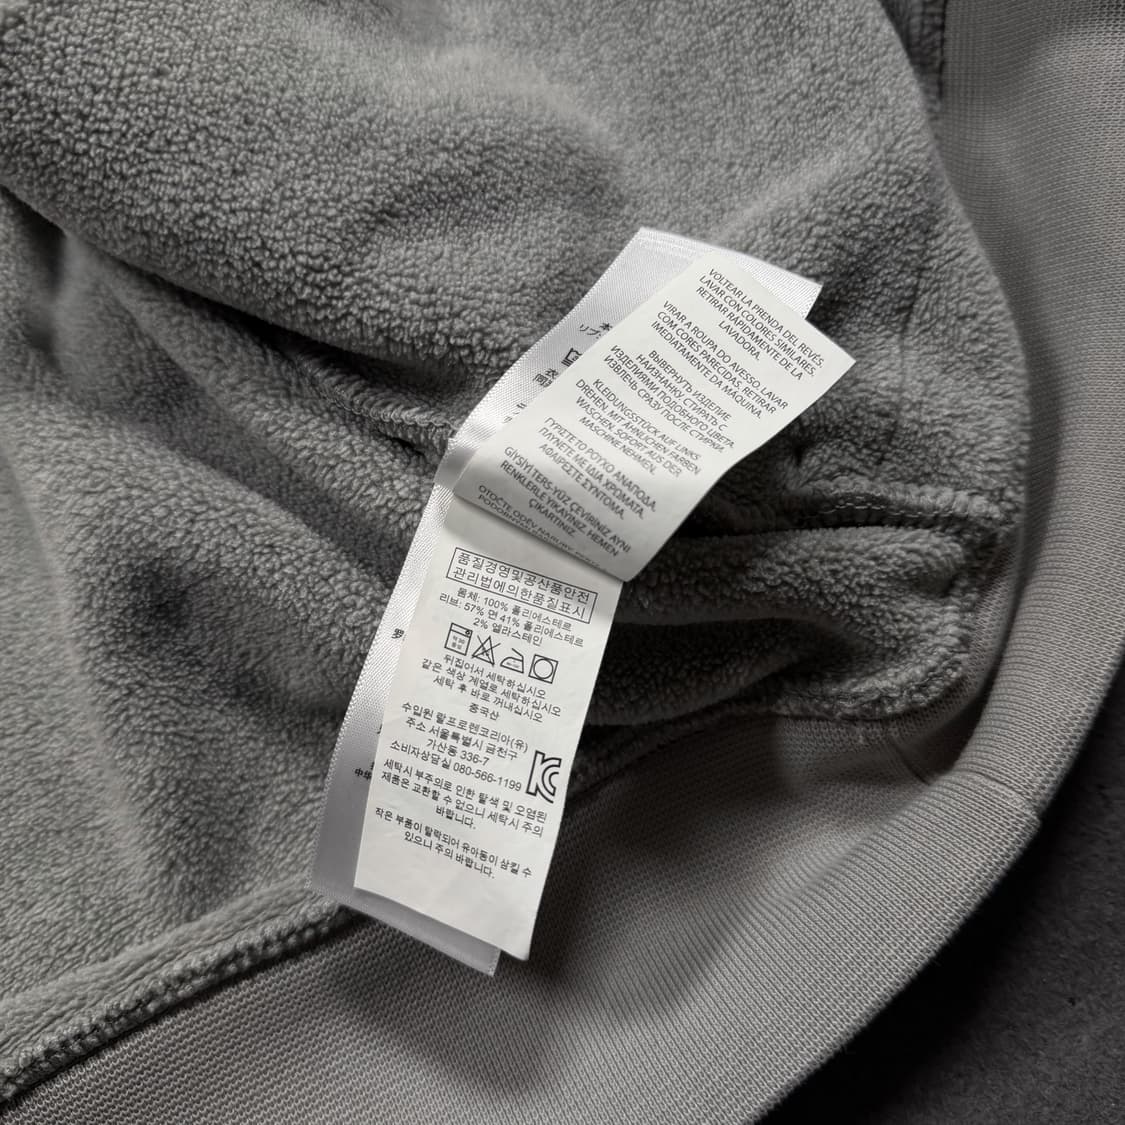 VOLTEAR LA PRENDA DEL REVÉS.
LAVAR CON COLORES SIMILARES.
RETIRAR RÁPIDAMENTE DE LA
LAVADORA.
VIRAR A ROUPA DO AVESSO. LAVAR
COM CORES PARECIDAS. RETIRAR
IMEDIATAMENTE DA MÁQUINA.
ВЫВЕРНУТЬ ИЗДЕЛИЕ
НАИЗНАНКУ. СТИРАТЬ С
ИЗДЕЛИЯМИ ПОДОБНОГО ЦВЕТА.
ИЗВЛЕЧЬ СРАЗУ ПОСЛЕ СТИРКИ.
KLEIDUNGSSTÜCK AUF LINKS
DREHEN. MIT ÄHNLICHEN FARBEN
WASCHEN. SOFORT AUS DER
MASCHINE NEHMEN.
ΓΥΡΙΣΤΕ ΤΟ ΡΟΥΧΟ ΑΝΑΠΟΔΑ.
ΠΛΥΝΕΤΕ ΜΕ ΙΔΙΑ ΧΡΩΜΑΤΑ.
ΑΦΑΙΡΕΣΤΕ ΣΥΝΤΟΜΑ.
GİYSİYİ TERS-YÜZ ÇEVİRİNİZ. AYNI
RENKLERLE YIKAYINIZ. HEMEN
ÇIKARTINIZ.
OTOČTE ODĚV NARUBY.
품질경영및공산품안전
관리법에의한품질표시
몸체: 100% 폴리에스테르
리브: 57% 면 41% 폴리에스테르
2% 엘라스테인
뒤집어서 세탁하십시오
같은 색상 계열로 세탁하십시오
세탁 후 바로 꺼내십시오
중국산
수입원 랄프로렌코리아(유)
주소 서울특별시 금천구
가산동 336-7
소비자상담실 080-566-1199
세탁시 부주의로 인한 탈색 및 오염된
제품은 교환할 수 없으니 세탁시 주의
바랍니다.
작은 부품이 탈락되어 유아동이 삼킬 수
있으니 주의 바랍니다.